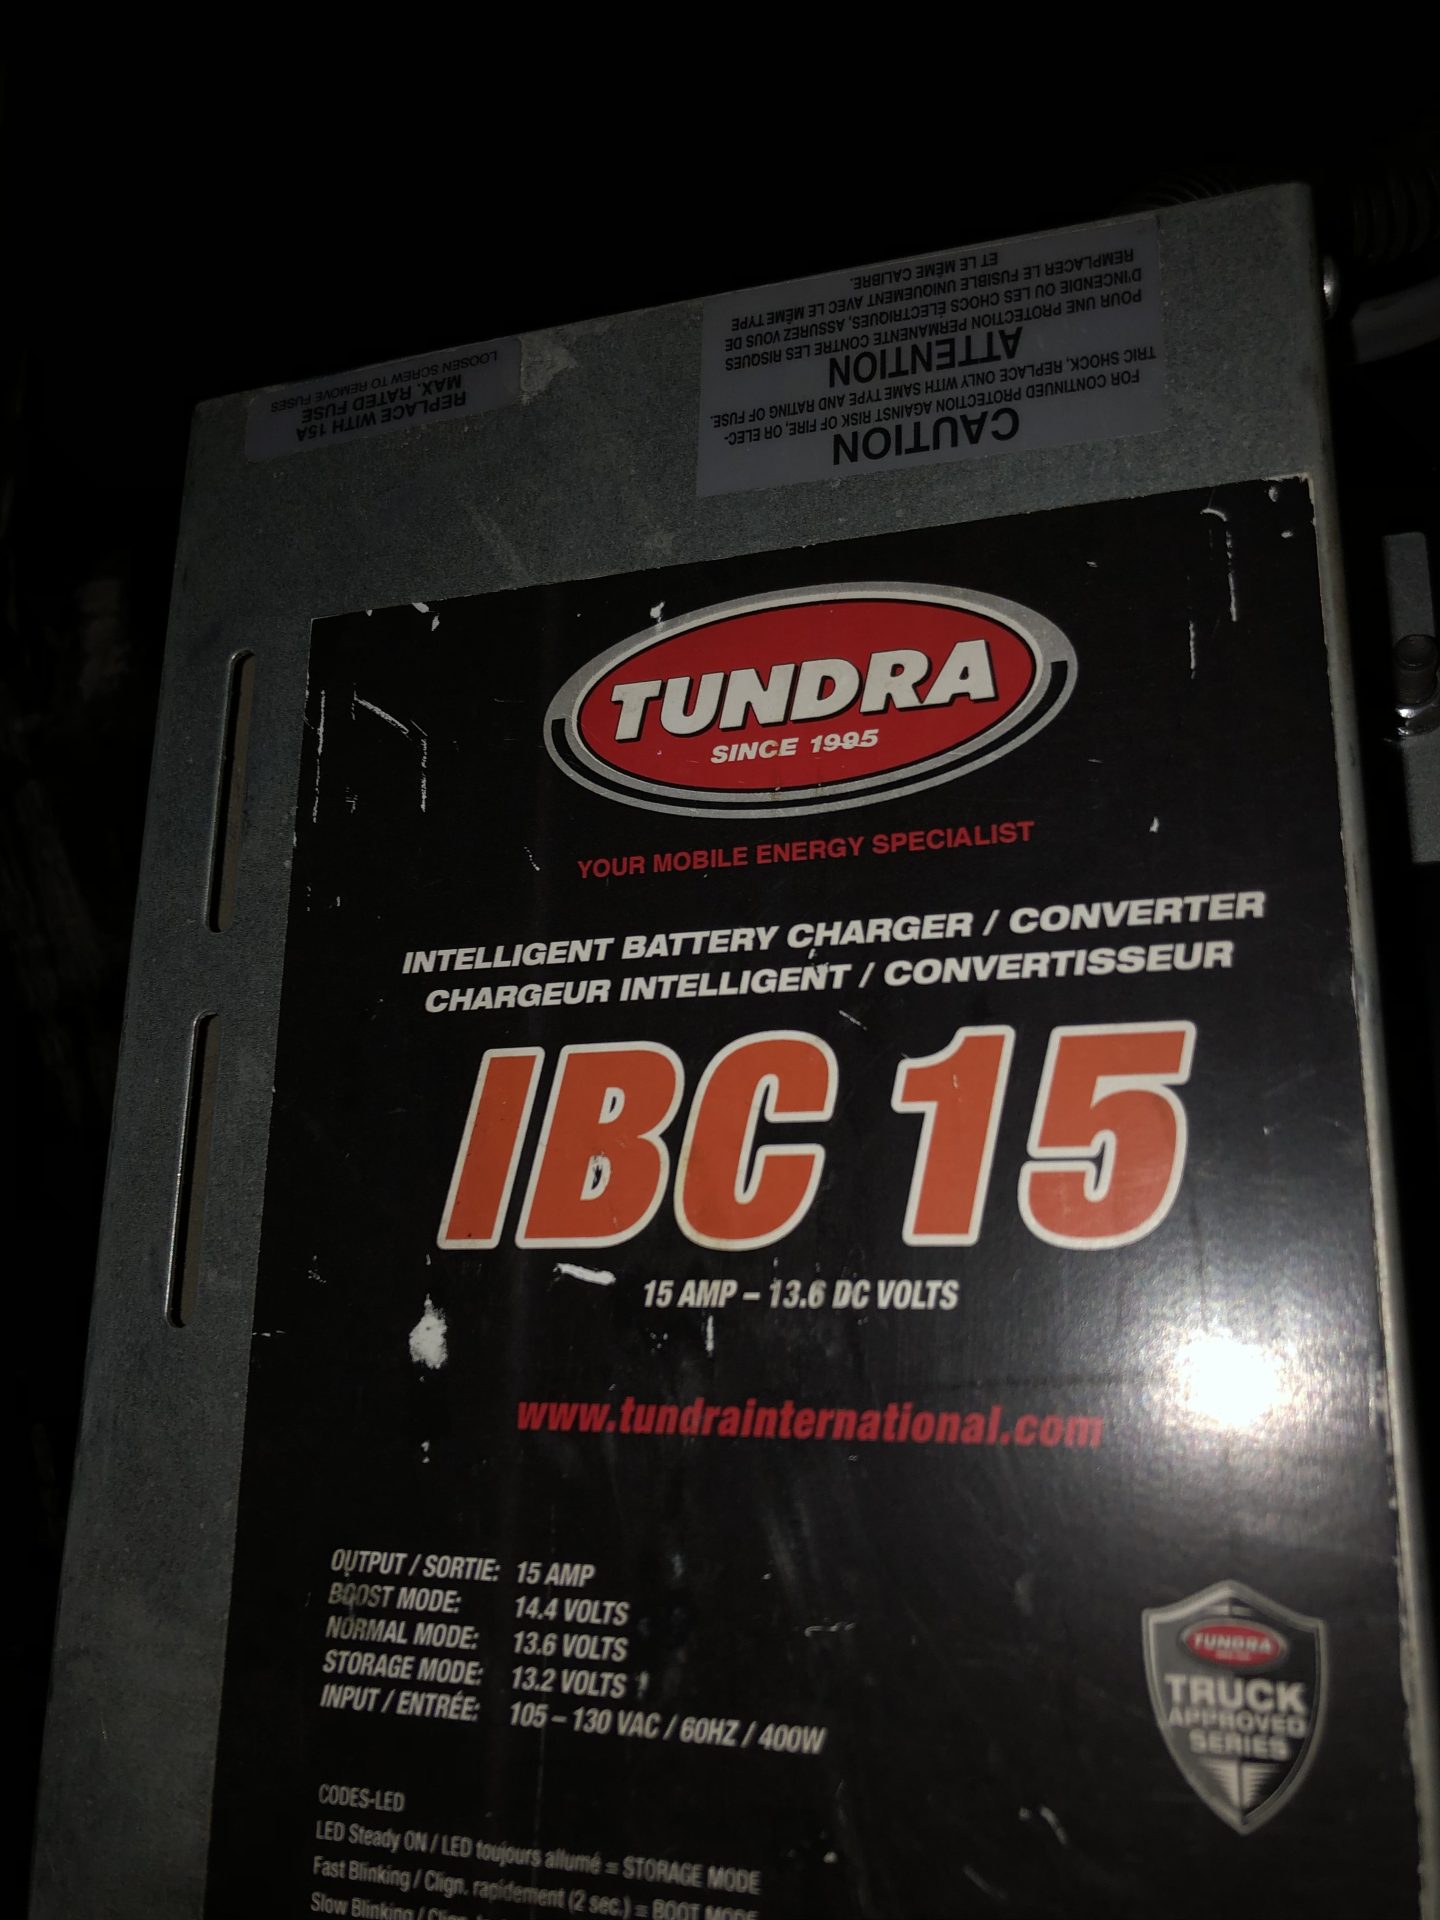 REPLACE WITH 15A
MAX. RATED FUSE
LOOSEN SCREW TO REMOVE FUSES
CAUTION
FOR CONTINUED PROTECTION AGAINST RISK OF FIRE, OR ELEC-
TRIC SHOCK, REPLACE ONLY WITH SAME TYPE AND RATING OF FUSE.
ATTENTION
POUR UNE PROTECTION PERMANENTE CONTRE LES RISQUES
D'INCENDIE OU LES CHOCS ÉLECTRIQUES, ASSUREZ VOUS DE
REMPLACER LE FUSIBLE UNIQUEMENT AVEC LE MÊME TYPE
ET LE MÊME CALIBRE.
TUNDRA
SINCE 1995
YOUR MOBILE ENERGY SPECIALIST
INTELLIGENT BATTERY CHARGER / CONVERTER
CHARGEUR INTELLIGENT / CONVERTISSEUR
IBC 15
15 AMP – 13.6 DC VOLTS
www.tundrainternational.com
OUTPUT / SORTIE: 15 AMP
BOOST MODE: 14.4 VOLTS
NORMAL MODE: 13.6 VOLTS
STORAGE MODE: 13.2 VOLTS
INPUT / ENTRÉE: 105 – 130 VAC / 60HZ / 400W
TUNDRA
TRUCK
APPROVED
SERIES
CODES-LED
LED Steady ON / LED toujours allumé = STORAGE MODE
Fast Blinking / Clign. rapidement (2 sec.) = BOOT MODE
Slow Blinking / Clign.